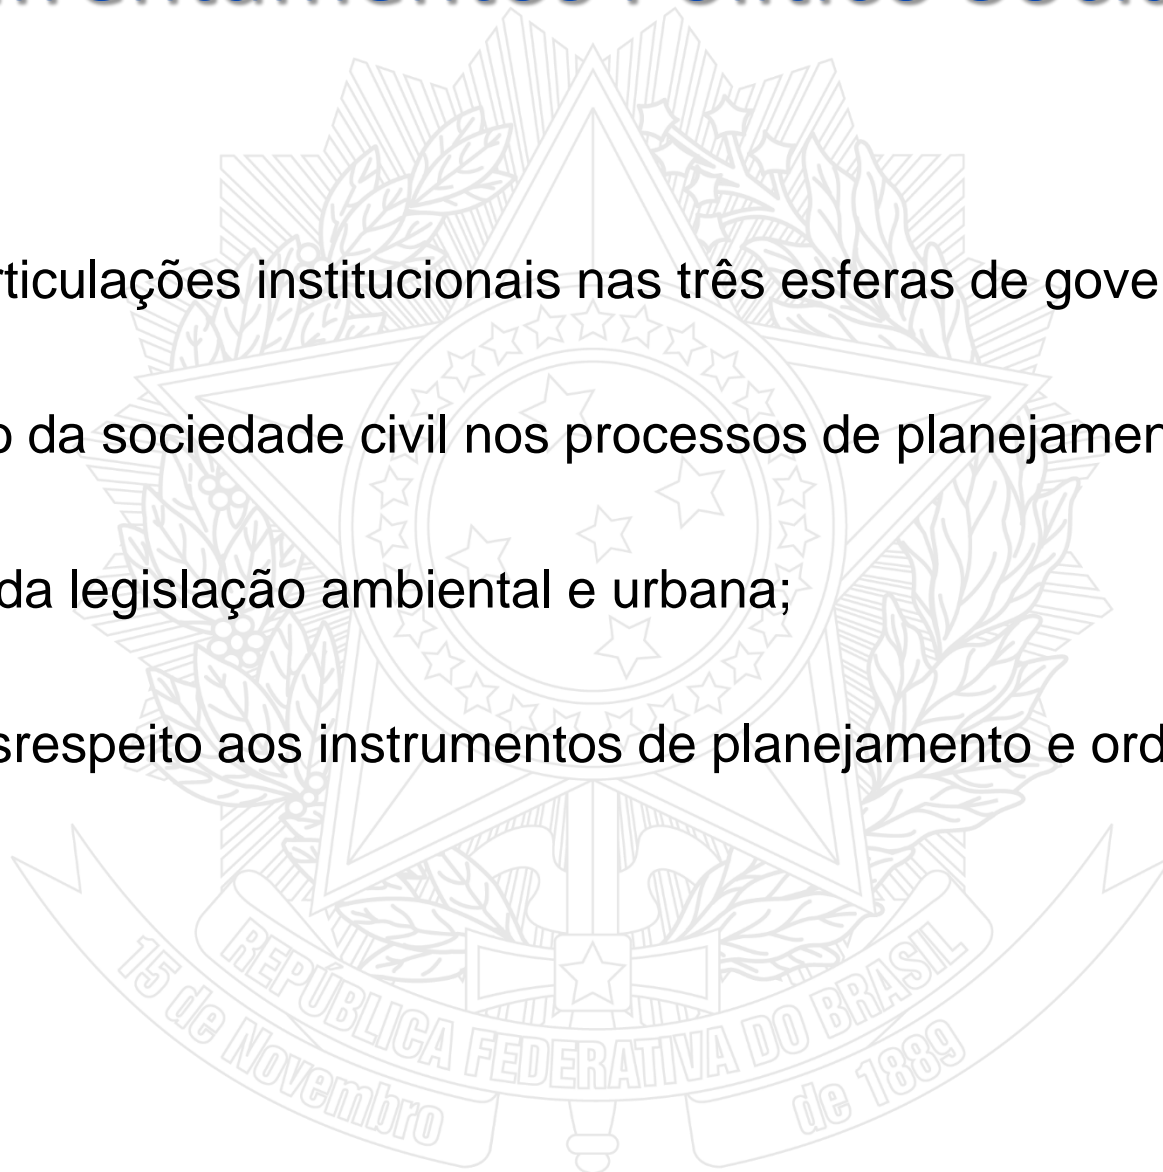 rticulações institucionais nas três esferas de gove
o da sociedade civil nos processos de planejamen
da legislação ambiental e urbana;
srespeito aos instrumentos de planejamento e ord
REPÚBLICA FEDERATIVA DO BRASIL
15 de Novembro de 1889